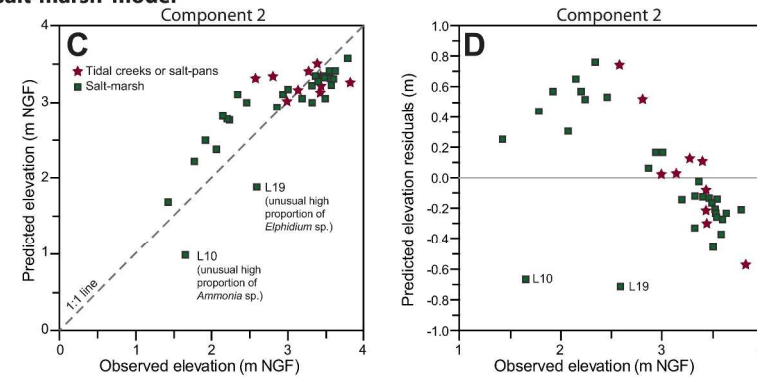 salt-marsh model
Component 2
C
Tidal creeks or salt-pans
Salt-marsh
L19
(unusual high
proportion of
Elphidium sp.)
L10
(unusual high
proportion of
Ammonia sp.)
1:1 line
Predicted elevation (m NGF)
4
3
2
1
0
0
1
2
3
4
Observed elevation (m NGF)
Component 2
D
L10
L19
Predicted elevation residuals (m)
1.0
0.8
0.6
0.4
0.2
0.0
-0.2
-0.4
-0.6
-0.8
-1.0
1
2
3
Observed elevation (m NGF)